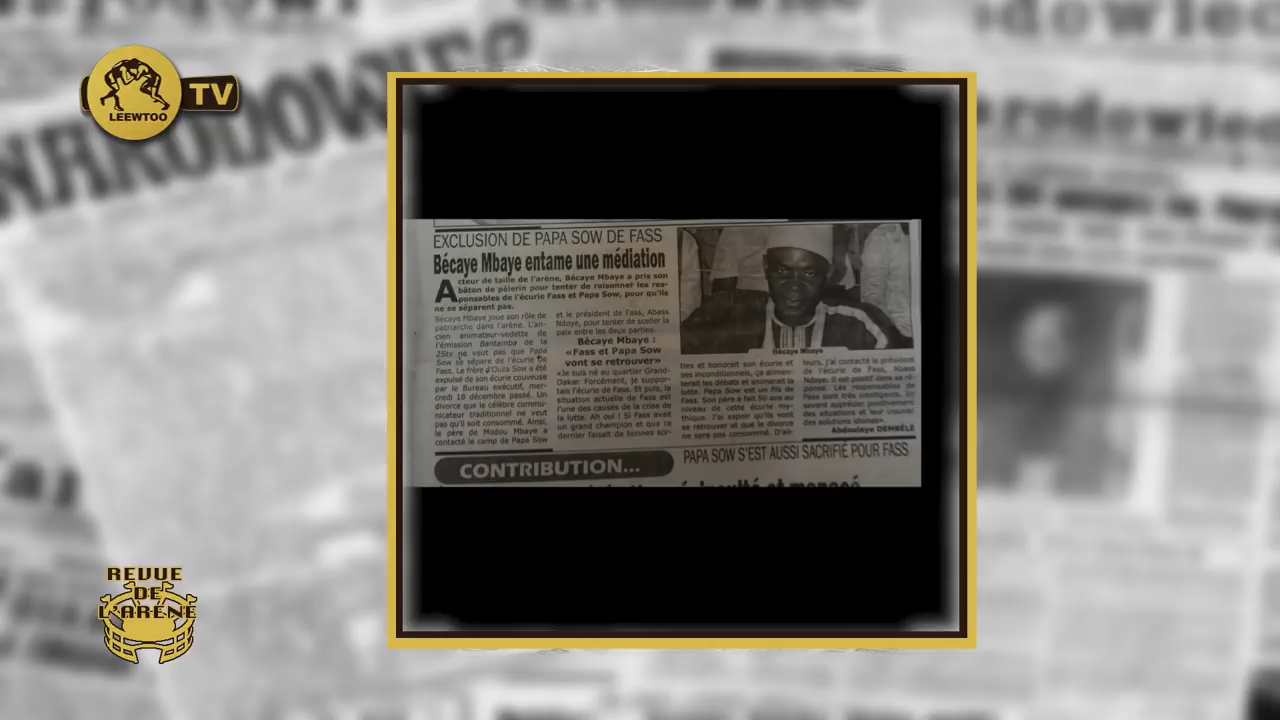 LEEWTOO
TV
NARODOWIEC
EXCLUSION DE PAPA SOW DE FASS
Bécaye Mbaye entame une médiation
Acteur de taille de l'arène, Bécaye Mbaye a pris son
bâton de pèlerin pour tenter de raisonner les res-
ponsables de l'écurie Fass et Papa Sow, pour qu'ils
ne se séparent pas.
Bécaye Mbaye joue son rôle de
patriarche dans l'arène. L'an-
cien animateur-vedette de
l'émission Bantamba de la
2Stv ne veut pas que Papa
Sow se sépare de l'écurie de
Fass. Le frère d'Ouza Sow a été
expulsé de son écurie couveuse
par le Bureau exécutif, mer-
credi 18 décembre passé. Un
divorce que le célèbre commu-
nicateur traditionnel ne veut
pas qu'il soit consommé. Ainsi,
le père de Modou Mbaye a
contacté le camp de Papa Sow
et le président de Fass, Abass
Ndoye, pour tenter de sceller la
paix entre les deux parties.
Bécaye Mbaye :
«Fass et Papa Sow
vont se retrouver»
«Je suis né au quartier Grand-
Dakar. Forcément, je suppor-
tais l'écurie de Fass. Et puis, la
situation actuelle de Fass est
l'une des causes de la crise de
la lutte. Ah oui ! Si Fass avait
un grand champion et que ce
dernier faisait de bonnes sor-
Bécaye Mbaye
ties et honorait son écurie et
ses inconditionnels, ça alimen-
terait les débats et animerait la
lutte. Papa Sow est un fils de
Fass. Son père a fait 50 ans au
niveau de cette écurie my-
thique. J'ai espoir qu'ils vont
se retrouver et que le divorce
ne sera pas consommé. D'ail-
leurs, j'ai contacté le président
de l'écurie de Fass, Abass
Ndoye. Il est positif dans sa ré-
ponse. Les responsables de
Fass sont très intelligents. Ils
savent apprécier positivement
des situations et leur trouver
des solutions idoines».
Abdoulaye DEMBÉLÉ
CONTRIBUTION...
PAPA SOW S'EST AUSSI SACRIFIÉ POUR FASS
REVUE
DE
L'ARÈNE